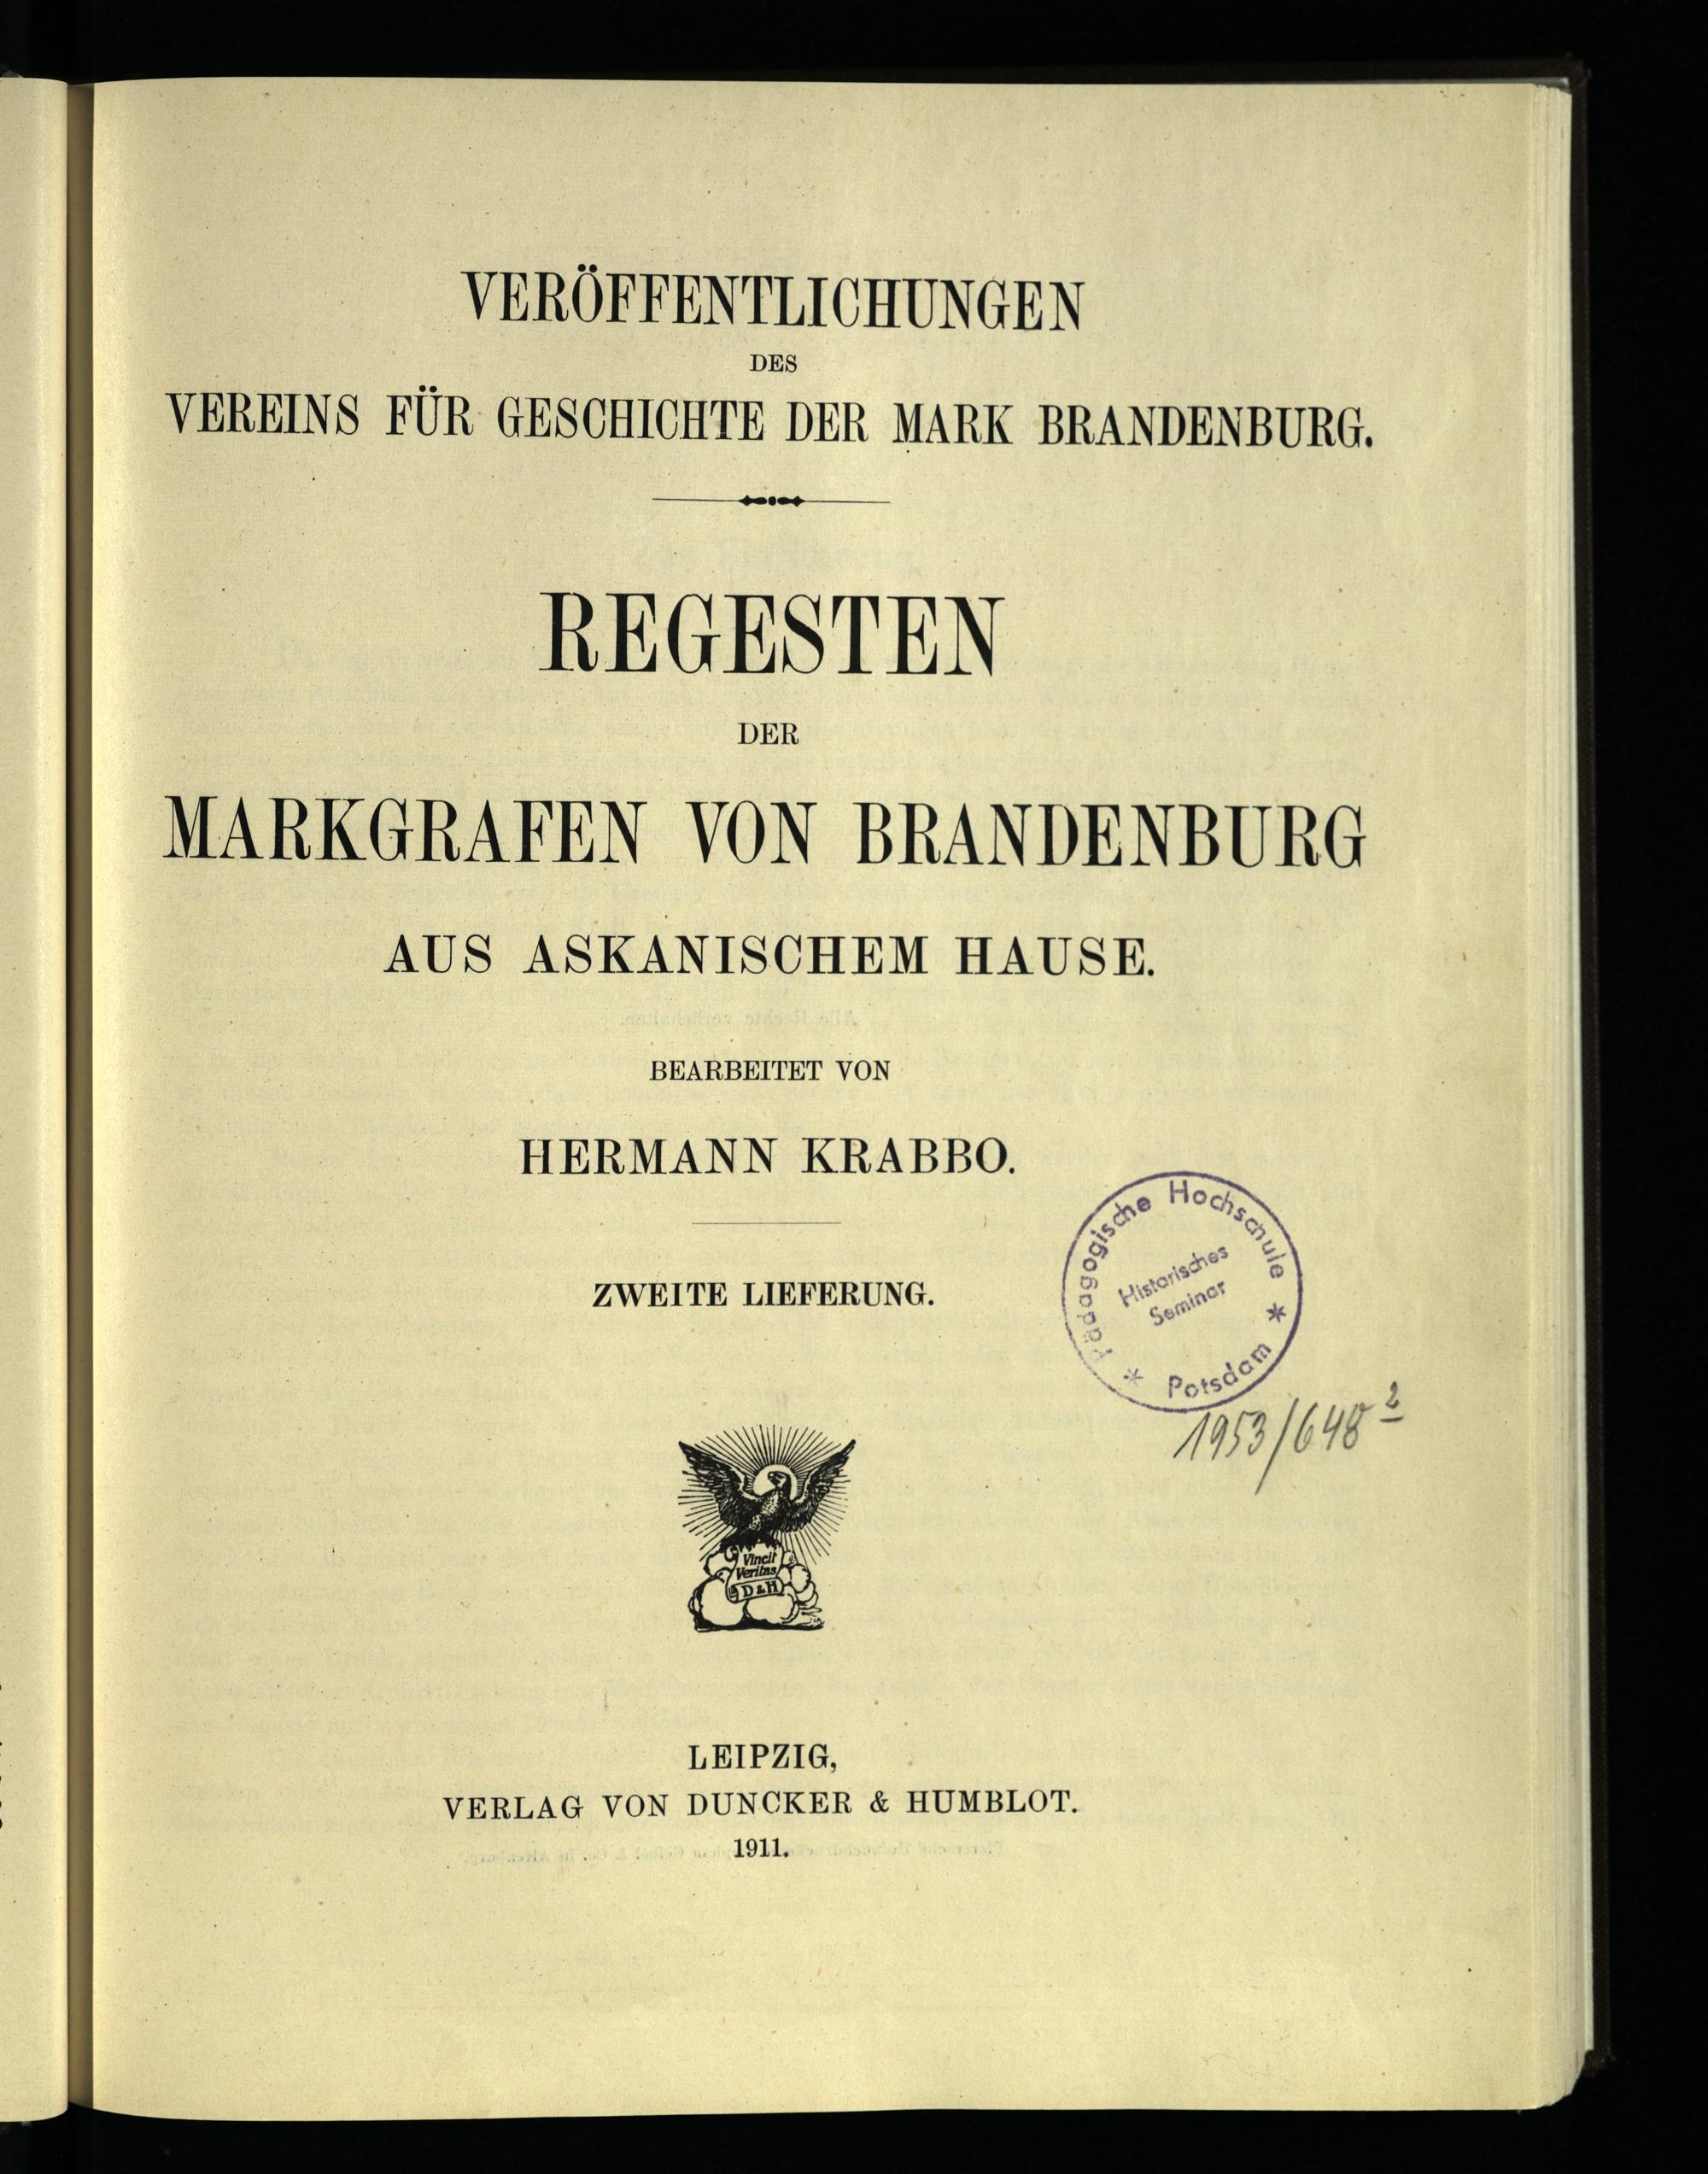 VERÖFFENTLICHUNGEN
DES
VEREINS FÜR GESCHICHTE DER MARK BRANDENBURG.
REGESTEN
DER
MARKGRAFEN VON BRANDENBURG
AUS ASKANISCHEM HAUSE.
BEARBEITET VON
HERMANN KRABBO.
ZWEITE LIEFERUNG.
Pädagogische Hochschule
Historisches
Seminar
* Potsdam *
1953/648 2
Vincit
Veritas
D&H
LEIPZIG,
VERLAG VON DUNCKER & HUMBLOT.
1911.